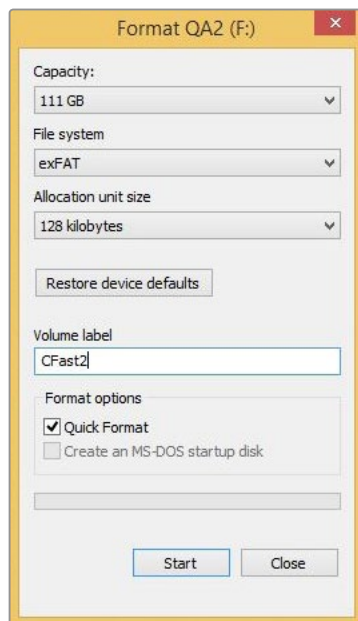 Format QA2 (F:)
Capacity:
111 GB
File system
exFAT
Allocation unit size
128 kilobytes
Restore device defaults
Volume label
CFast2
Format options
Quick Format
Create an MS-DOS startup disk
Start Close